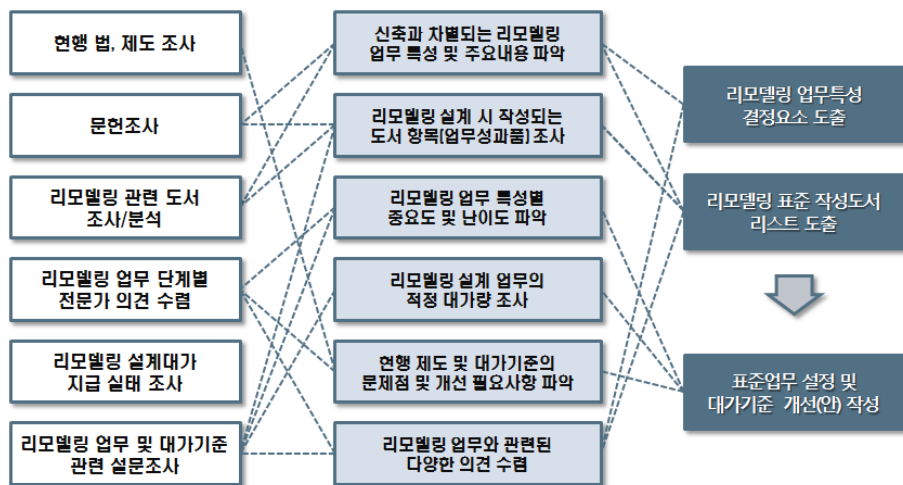 현행 법, 제도 조사
문헌조사
리모델링 관련 도서
조사/분석
리모델링 업무 단계별
전문가 의견 수렴
리모델링 설계대가
지급 실태 조사
리모델링 업무 및 대가기준
관련 설문조사
신축과 차별되는 리모델링
업무 특성 및 주요내용 파악
리모델링 설계 시 작성되는
도서 항목[업무성과품] 조사
리모델링 업무 특성별
중요도 및 난이도 파악
리모델링 설계 업무의
적정 대가량 조사
현행 제도 및 대가기준의
문제점 및 개선 필요사항 파악
리모델링 업무와 관련된
다양한 의견 수렴
리모델링 업무특성
결정요소 도출
리모델링 표준 작성도서
리스트 도출
표준업무 설정 및
대가기준 개선(안) 작성